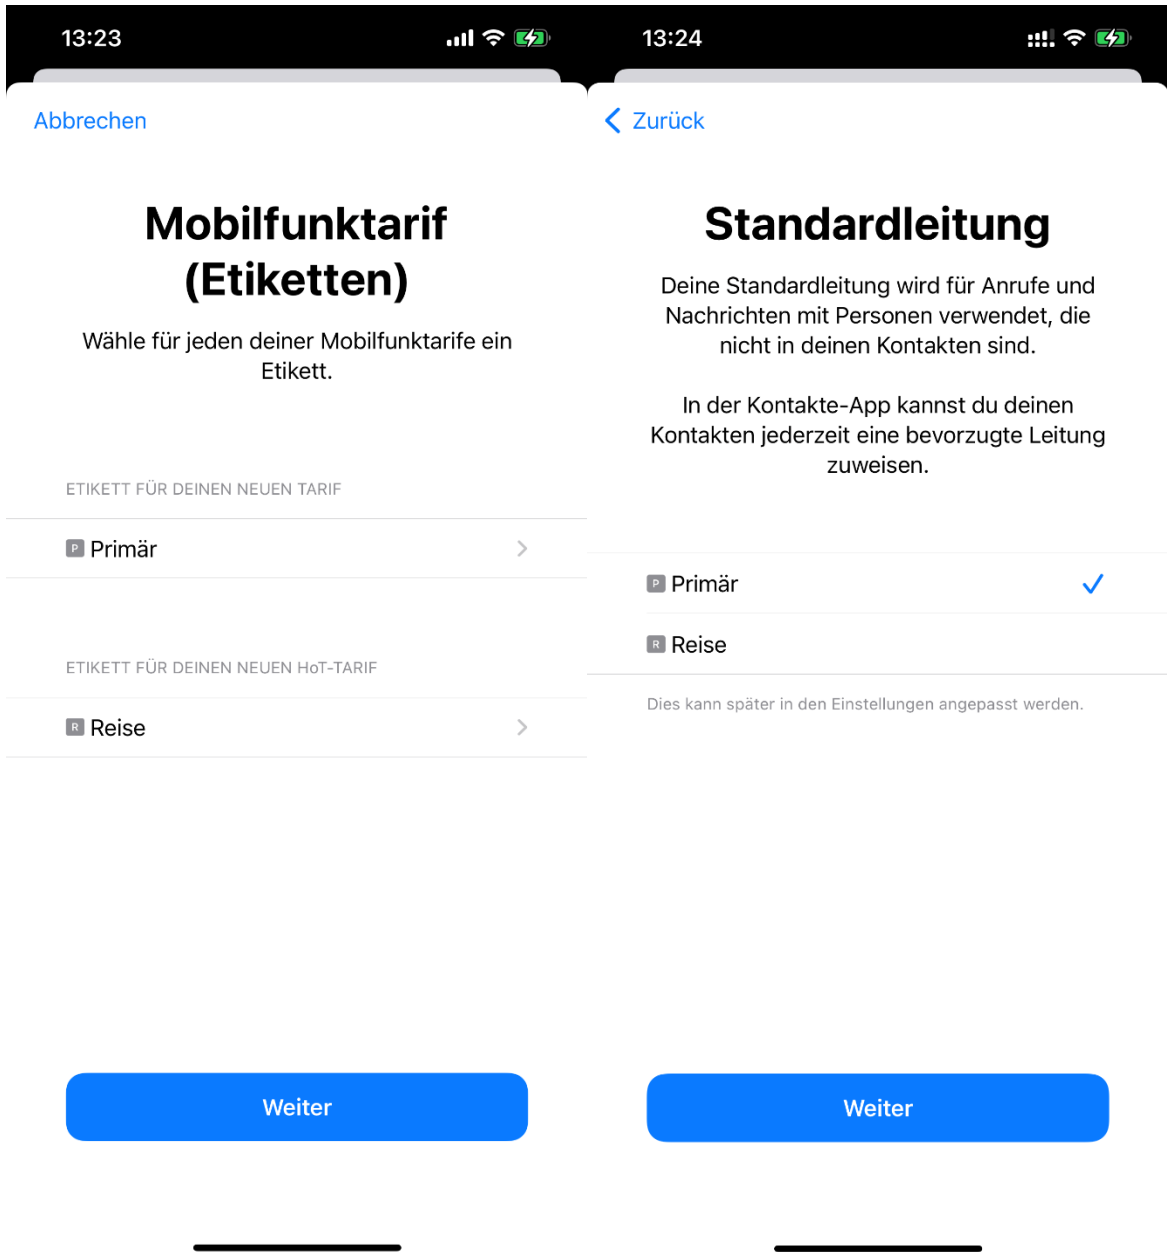 13:23
Abbrechen
Mobilfunktarif
(Etiketten)
Wähle für jeden deiner Mobilfunktarife ein
Etikett.
ETIKETT FÜR DEINEN NEUEN TARIF
P Primär
ETIKETT FÜR DEINEN NEUEN HoT-TARIF
R Reise
Weiter
13:24
Zurück
Standardleitung
Deine Standardleitung wird für Anrufe und
Nachrichten mit Personen verwendet, die
nicht in deinen Kontakten sind.
In der Kontakte-App kannst du deinen
Kontakten jederzeit eine bevorzugte Leitung
zuweisen.
P Primär
R Reise
Dies kann später in den Einstellungen angepasst werden.
Weiter